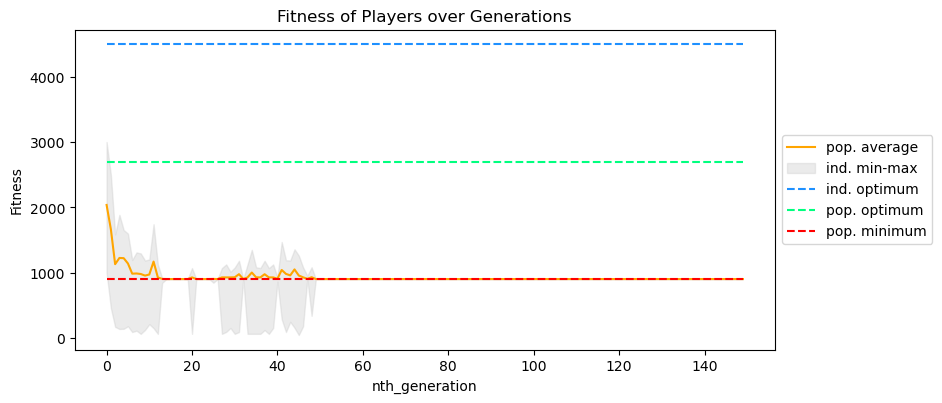 Fitness of Players over Generations
Fitness
4000
3000
2000
1000
0
0 20 40 60 80 100 120 140
nth_generation
pop. average
ind. min-max
ind. optimum
pop. optimum
pop. minimum